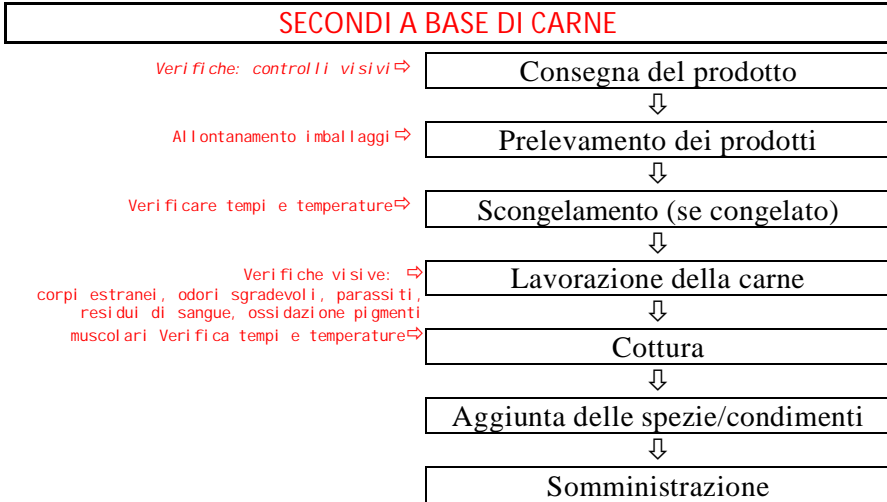 SECONDI A BASE DI CARNE
Verifiche: controlli visivi⇨ Consegna del prodotto
⇩
Allontanamento imballaggi⇨ Prelevamento dei prodotti
⇩
Verificare tempi e temperature⇨ Scongelamento (se congelato)
⇩
Verifiche visive: ⇨ Lavorazione della carne
corpi estranei, odori sgradevoli, parassiti,
residui di sangue, ossidazione pigmenti
⇩
muscolari Verifica tempi e temperature⇨ Cottura
⇩
Aggiunta delle spezie/condimenti
⇩
Somministrazione